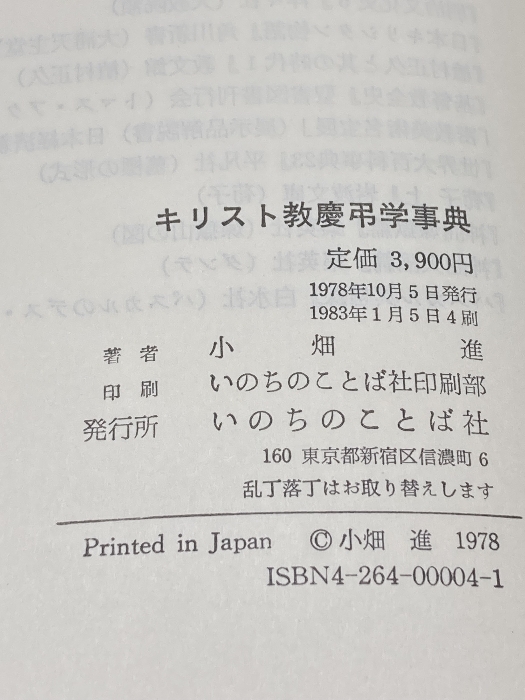 キリスト教慶弔学事典
定価 3,900円
1978年10月5日発行
1983年1月5日4刷
著者 小畑 進
印刷 いのちのことば社印刷部
発行所 いのちのことば社
160 東京都新宿区信濃町6
乱丁落丁はお取り替えします
Printed in Japan ©小畑 進 1978
ISBN4-264-00004-1